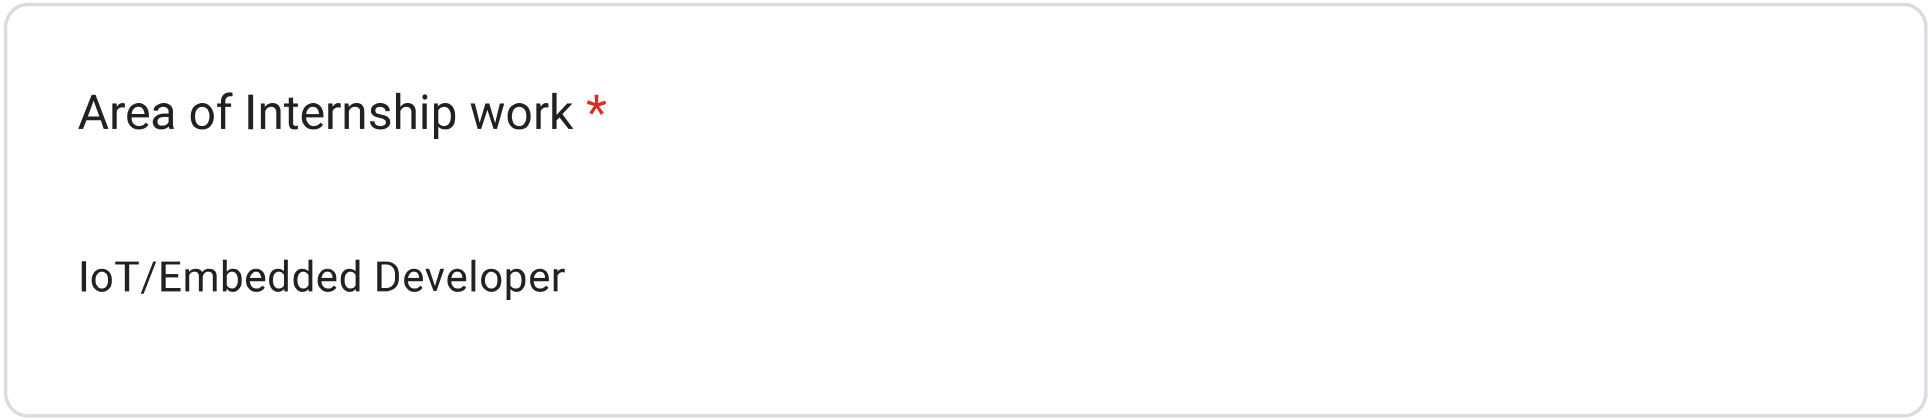 Area of Internship work *
IoT/Embedded Developer